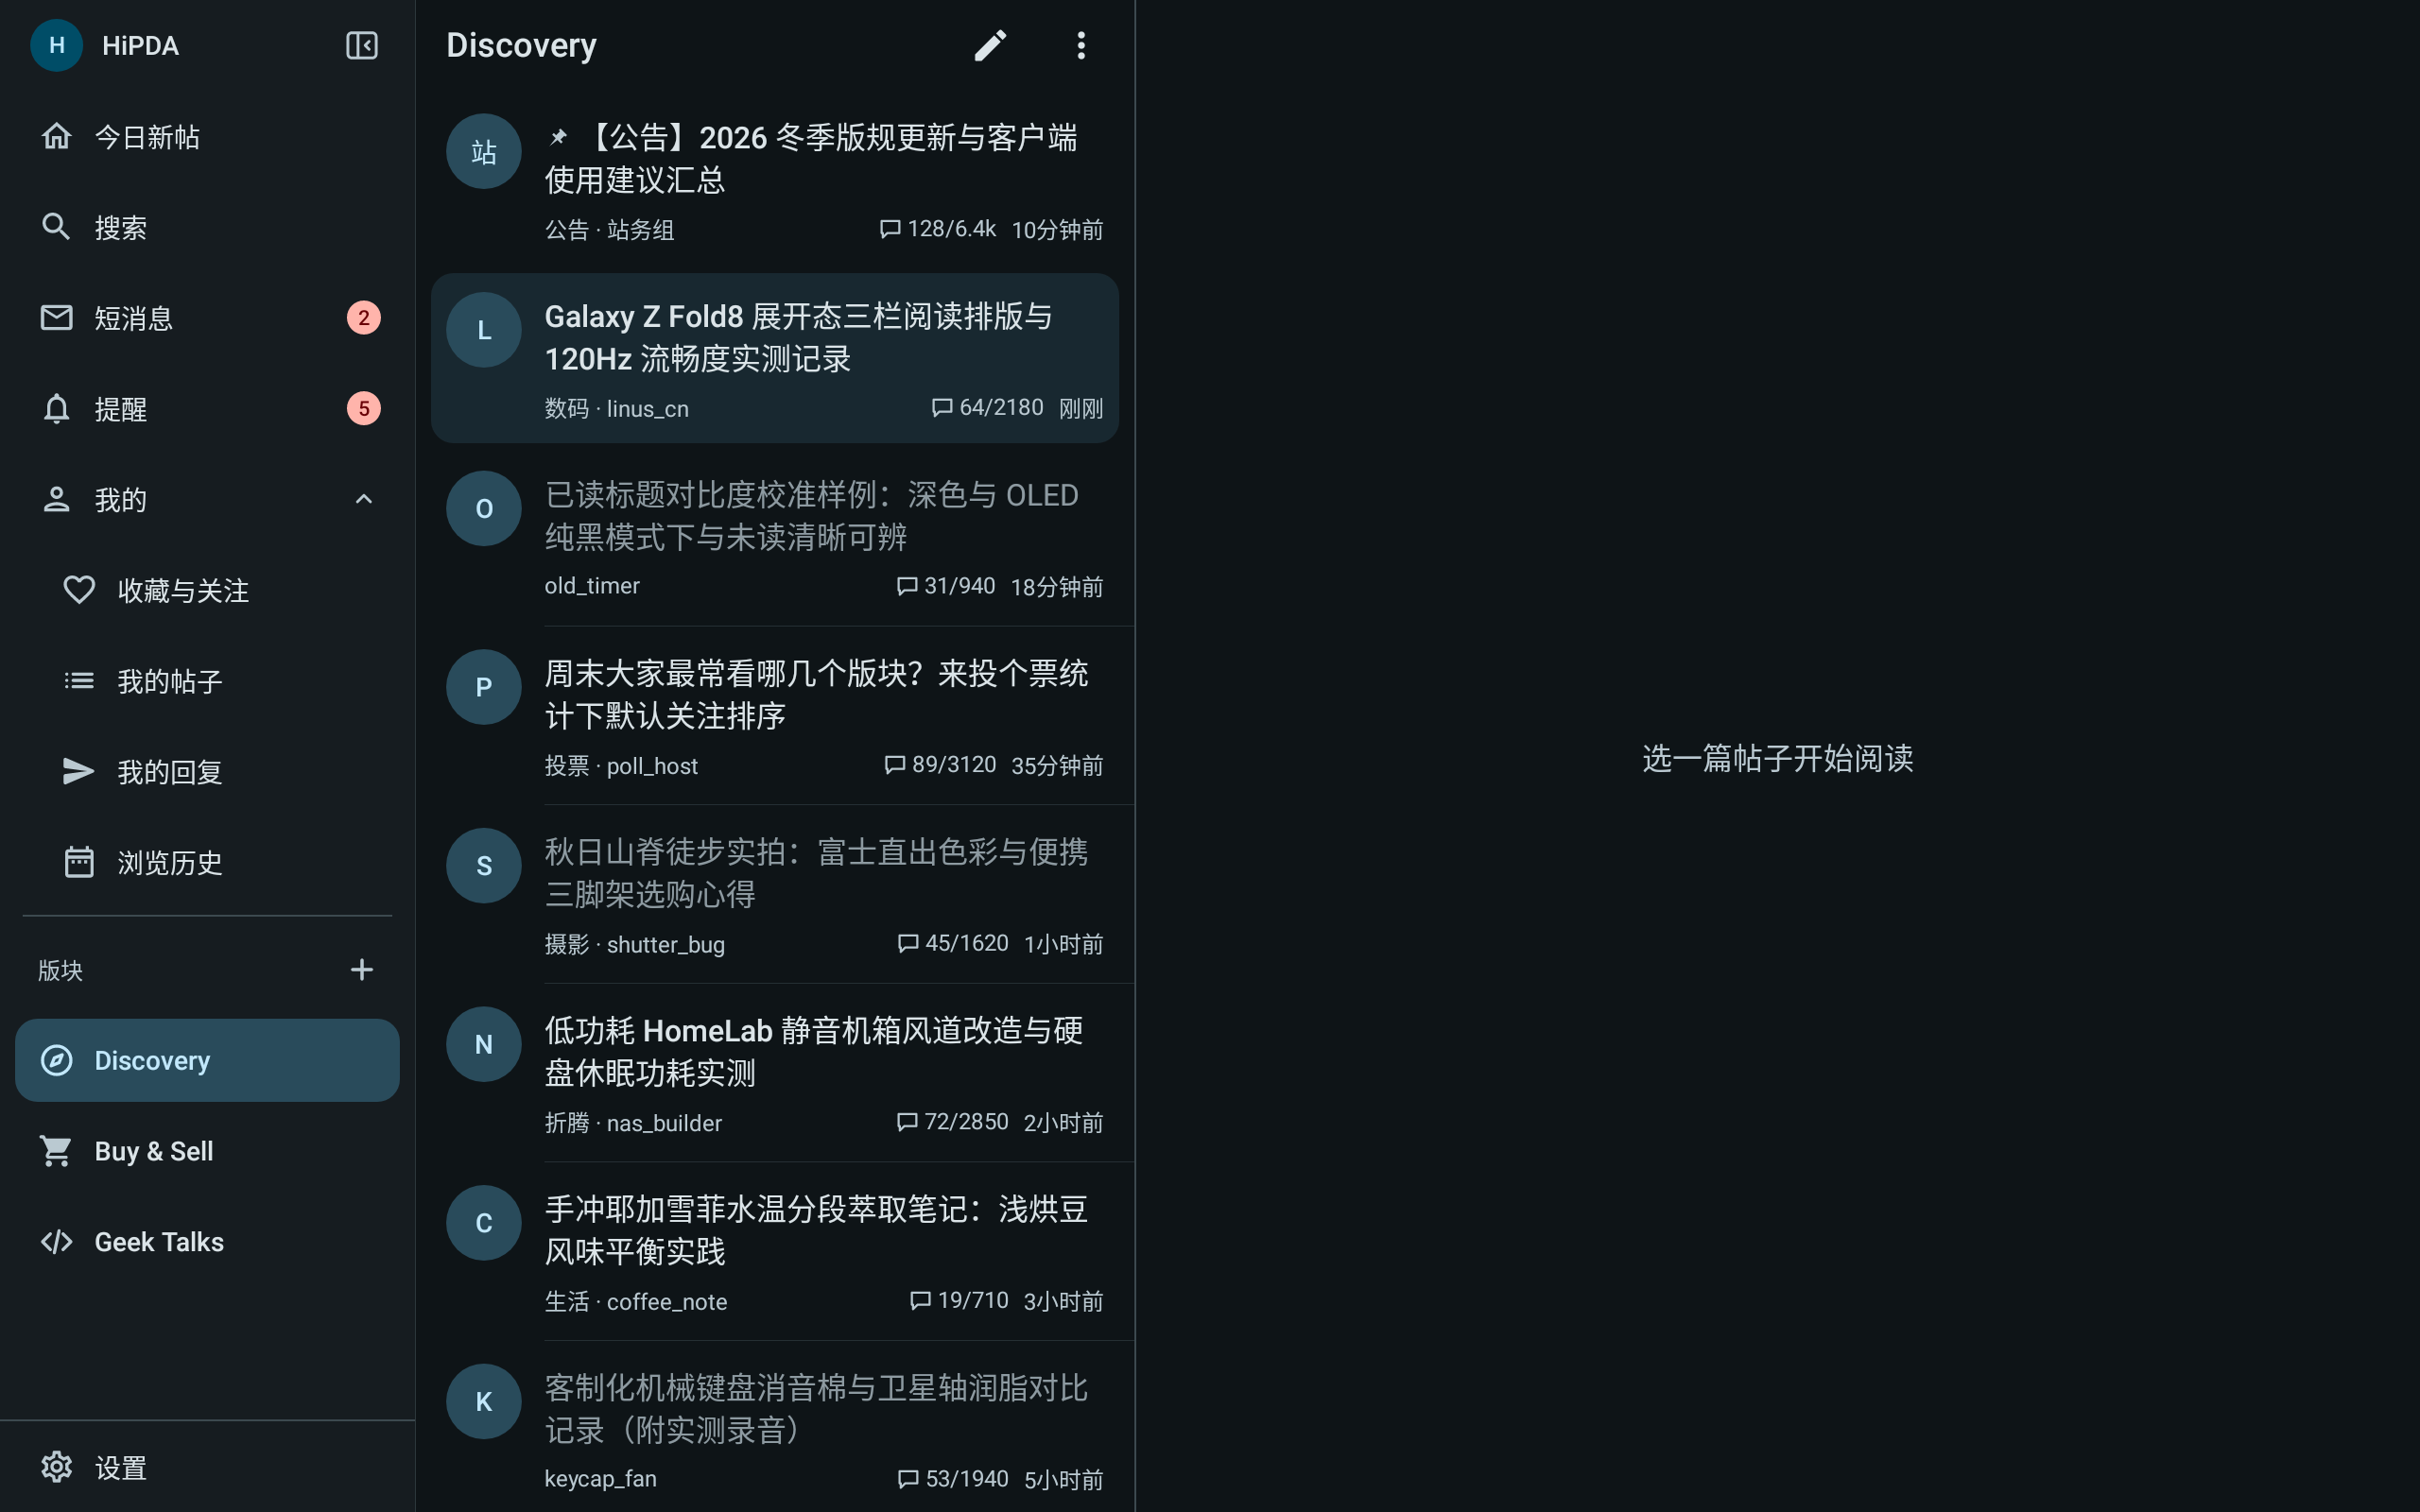 H HiPDA
今日新帖
搜索
短消息 2
提醒 5
我的
收藏与关注
我的帖子
我的回复
浏览历史
版块
Discovery
Buy & Sell
Geek Talks
设置
Discovery
站
【公告】2026 冬季版规更新与客户端
使用建议汇总
公告 · 站务组 128/6.4k 10分钟前
L
Galaxy Z Fold8 展开态三栏阅读排版与
120Hz 流畅度实测记录
数码 · linus_cn 64/2180 刚刚
O
已读标题对比度校准样例：深色与 OLED
纯黑模式下与未读清晰可辨
old_timer 31/940 18分钟前
P
周末大家最常看哪几个版块？来投个票统
计下默认关注排序
投票 · poll_host 89/3120 35分钟前
S
秋日山脊徒步实拍：富士直出色彩与便携
三脚架选购心得
摄影 · shutter_bug 45/1620 1小时前
N
低功耗 HomeLab 静音机箱风道改造与硬
盘休眠功耗实测
折腾 · nas_builder 72/2850 2小时前
C
手冲耶加雪菲水温分段萃取笔记：浅烘豆
风味平衡实践
生活 · coffee_note 19/710 3小时前
K
客制化机械键盘消音棉与卫星轴润脂对比
记录（附实测录音）
keycap_fan 53/1940 5小时前
选一篇帖子开始阅读